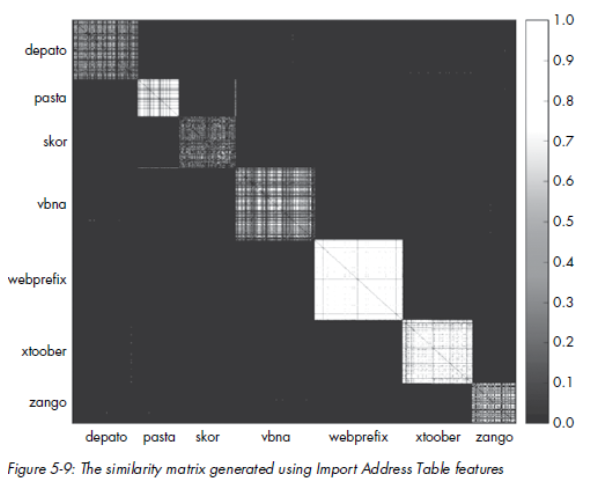 depato
pasta
skor
vbna
webprefix
xtoober
zango
depato pasta skor vbna webprefix xtoober zango
1.0
0.9
0.8
0.7
0.6
0.5
0.4
0.3
0.2
0.1
0.0
Figure 5-9: The similarity matrix generated using Import Address Table features